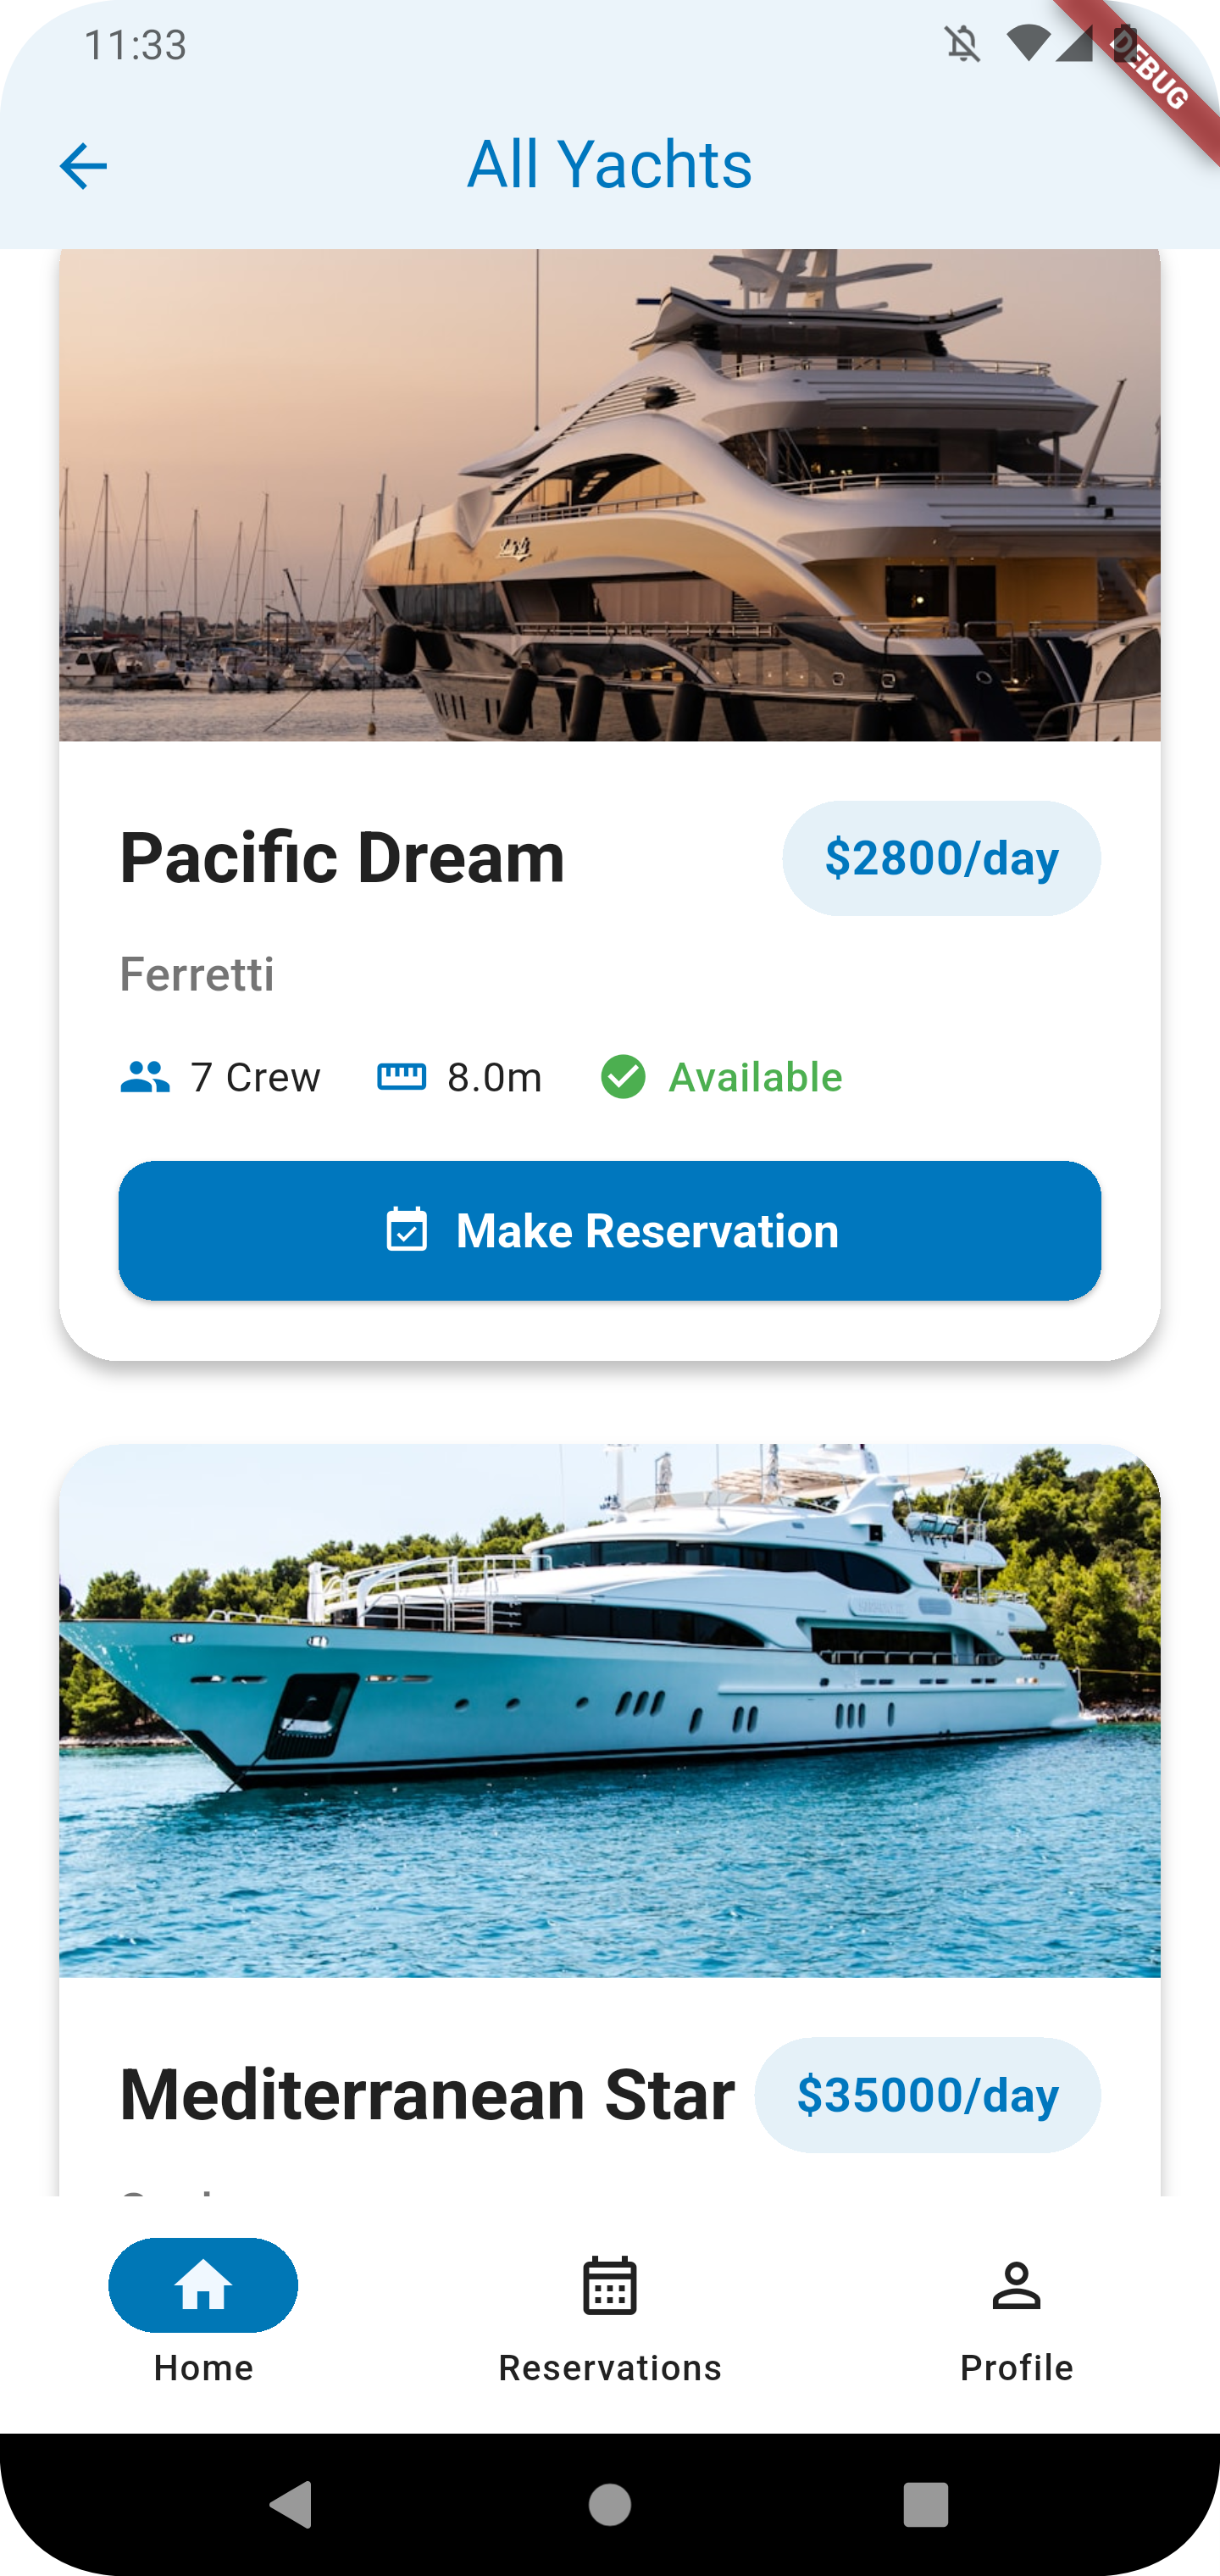 11:33
DEBUG
All Yachts
Pacific Dream
$2800/day
Ferretti
7 Crew
8.0m
Available
Make Reservation
Mediterranean Star
$35000/day
Home
Reservations
Profile